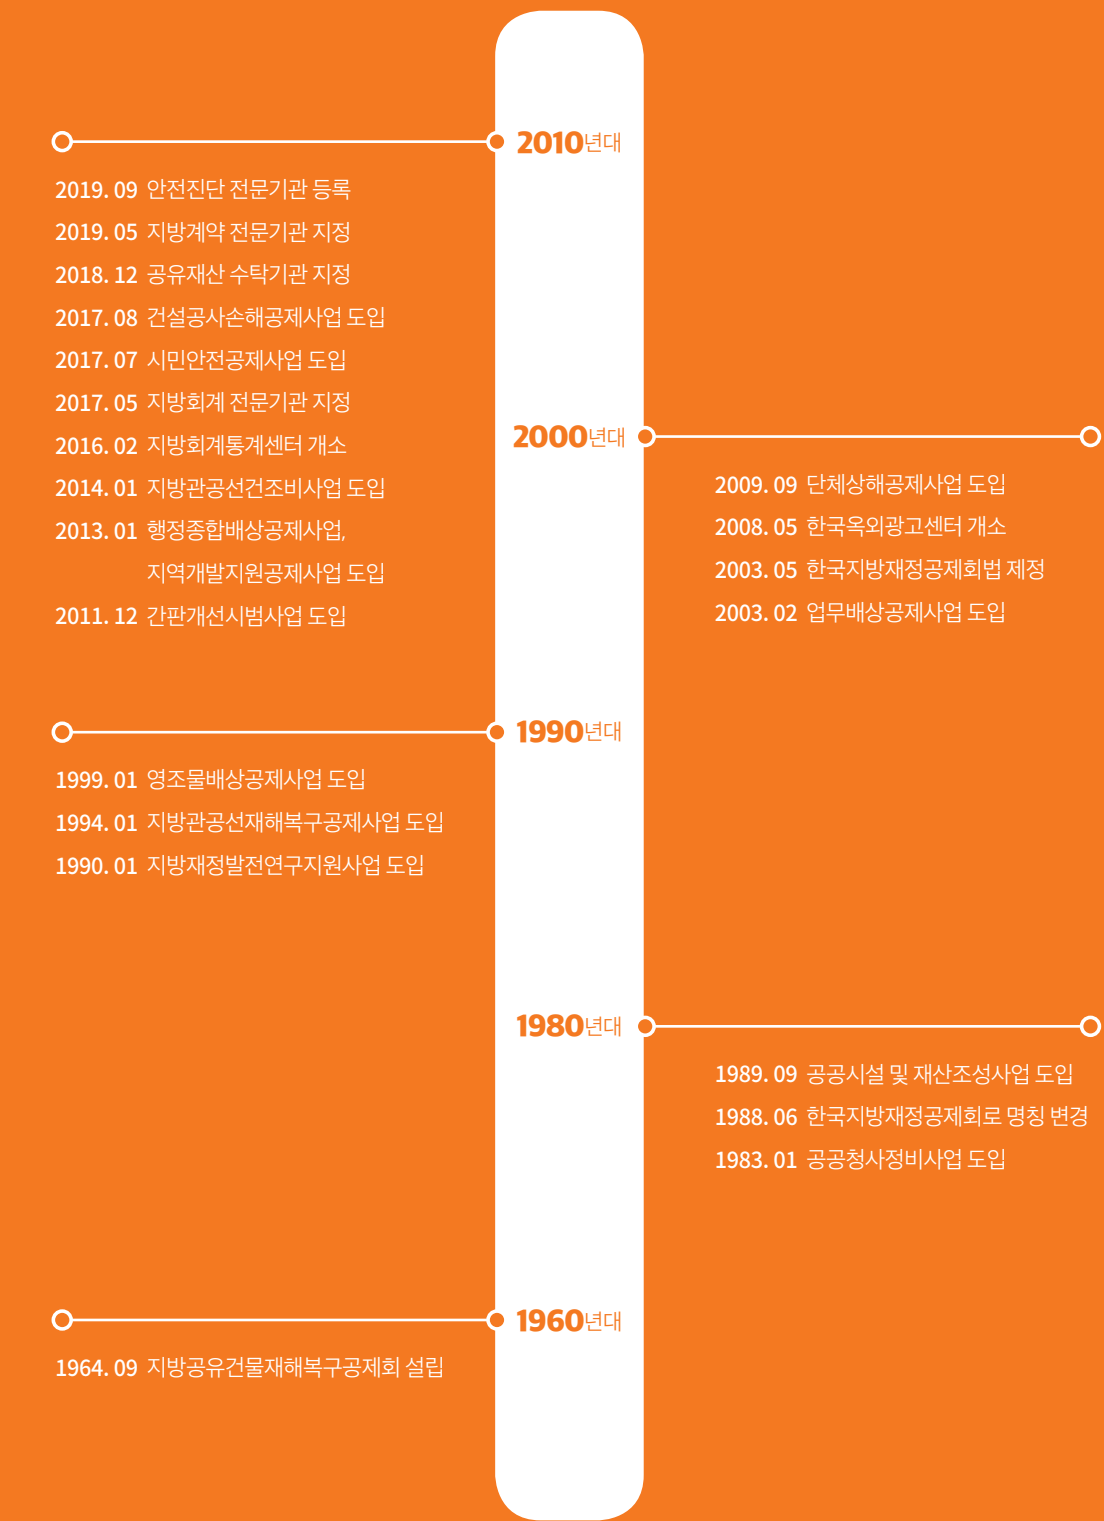 2010년대
2019. 09 안전진단 전문기관 등록
2019. 05 지방계약 전문기관 지정
2018. 12 공유재산 수탁기관 지정
2017. 08 건설공사손해공제사업 도입
2017. 07 시민안전공제사업 도입
2017. 05 지방회계 전문기관 지정
2016. 02 지방회계통계센터 개소
2014. 01 지방관공선건조비사업 도입
2013. 01 행정종합배상공제사업,
지역개발지원공제사업 도입
2011. 12 간판개선시범사업 도입
2000년대
2009. 09 단체상해공제사업 도입
2008. 05 한국옥외광고센터 개소
2003. 05 한국지방재정공제회법 제정
2003. 02 업무배상공제사업 도입
1990년대
1999. 01 영조물배상공제사업 도입
1994. 01 지방관공선재해복구공제사업 도입
1990. 01 지방재정발전연구지원사업 도입
1980년대
1989. 09 공공시설 및 재산조성사업 도입
1988. 06 한국지방재정공제회로 명칭 변경
1983. 01 공공청사정비사업 도입
1960년대
1964. 09 지방공유건물재해복구공제회 설립